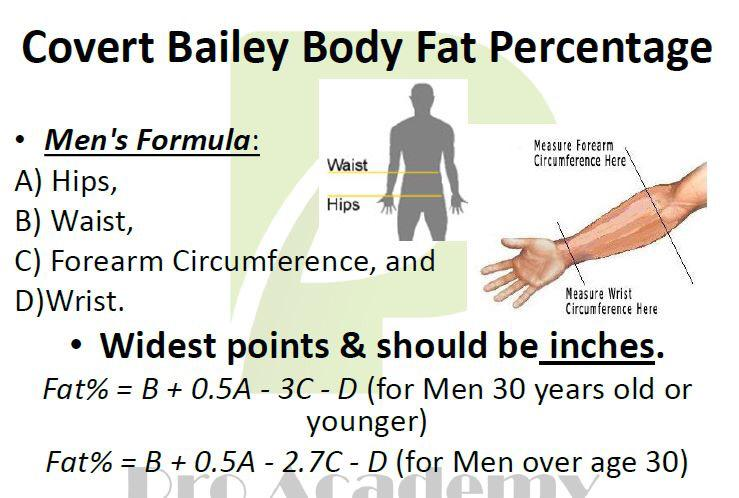 Covert Bailey Body Fat Percentage
• Men's Formula:
A) Hips,
B) Waist,
C) Forearm Circumference, and
D)Wrist.
Waist
Hips
Measure Forearm
Circumference Here
Measure Wrist
Circumference Here
• Widest points & should be inches.
Fat% = B + 0.5A - 3C - D (for Men 30 years old or
younger)
Fat% = B + 0.5A - 2.7C - D (for Men over age 30)
Pro Academy